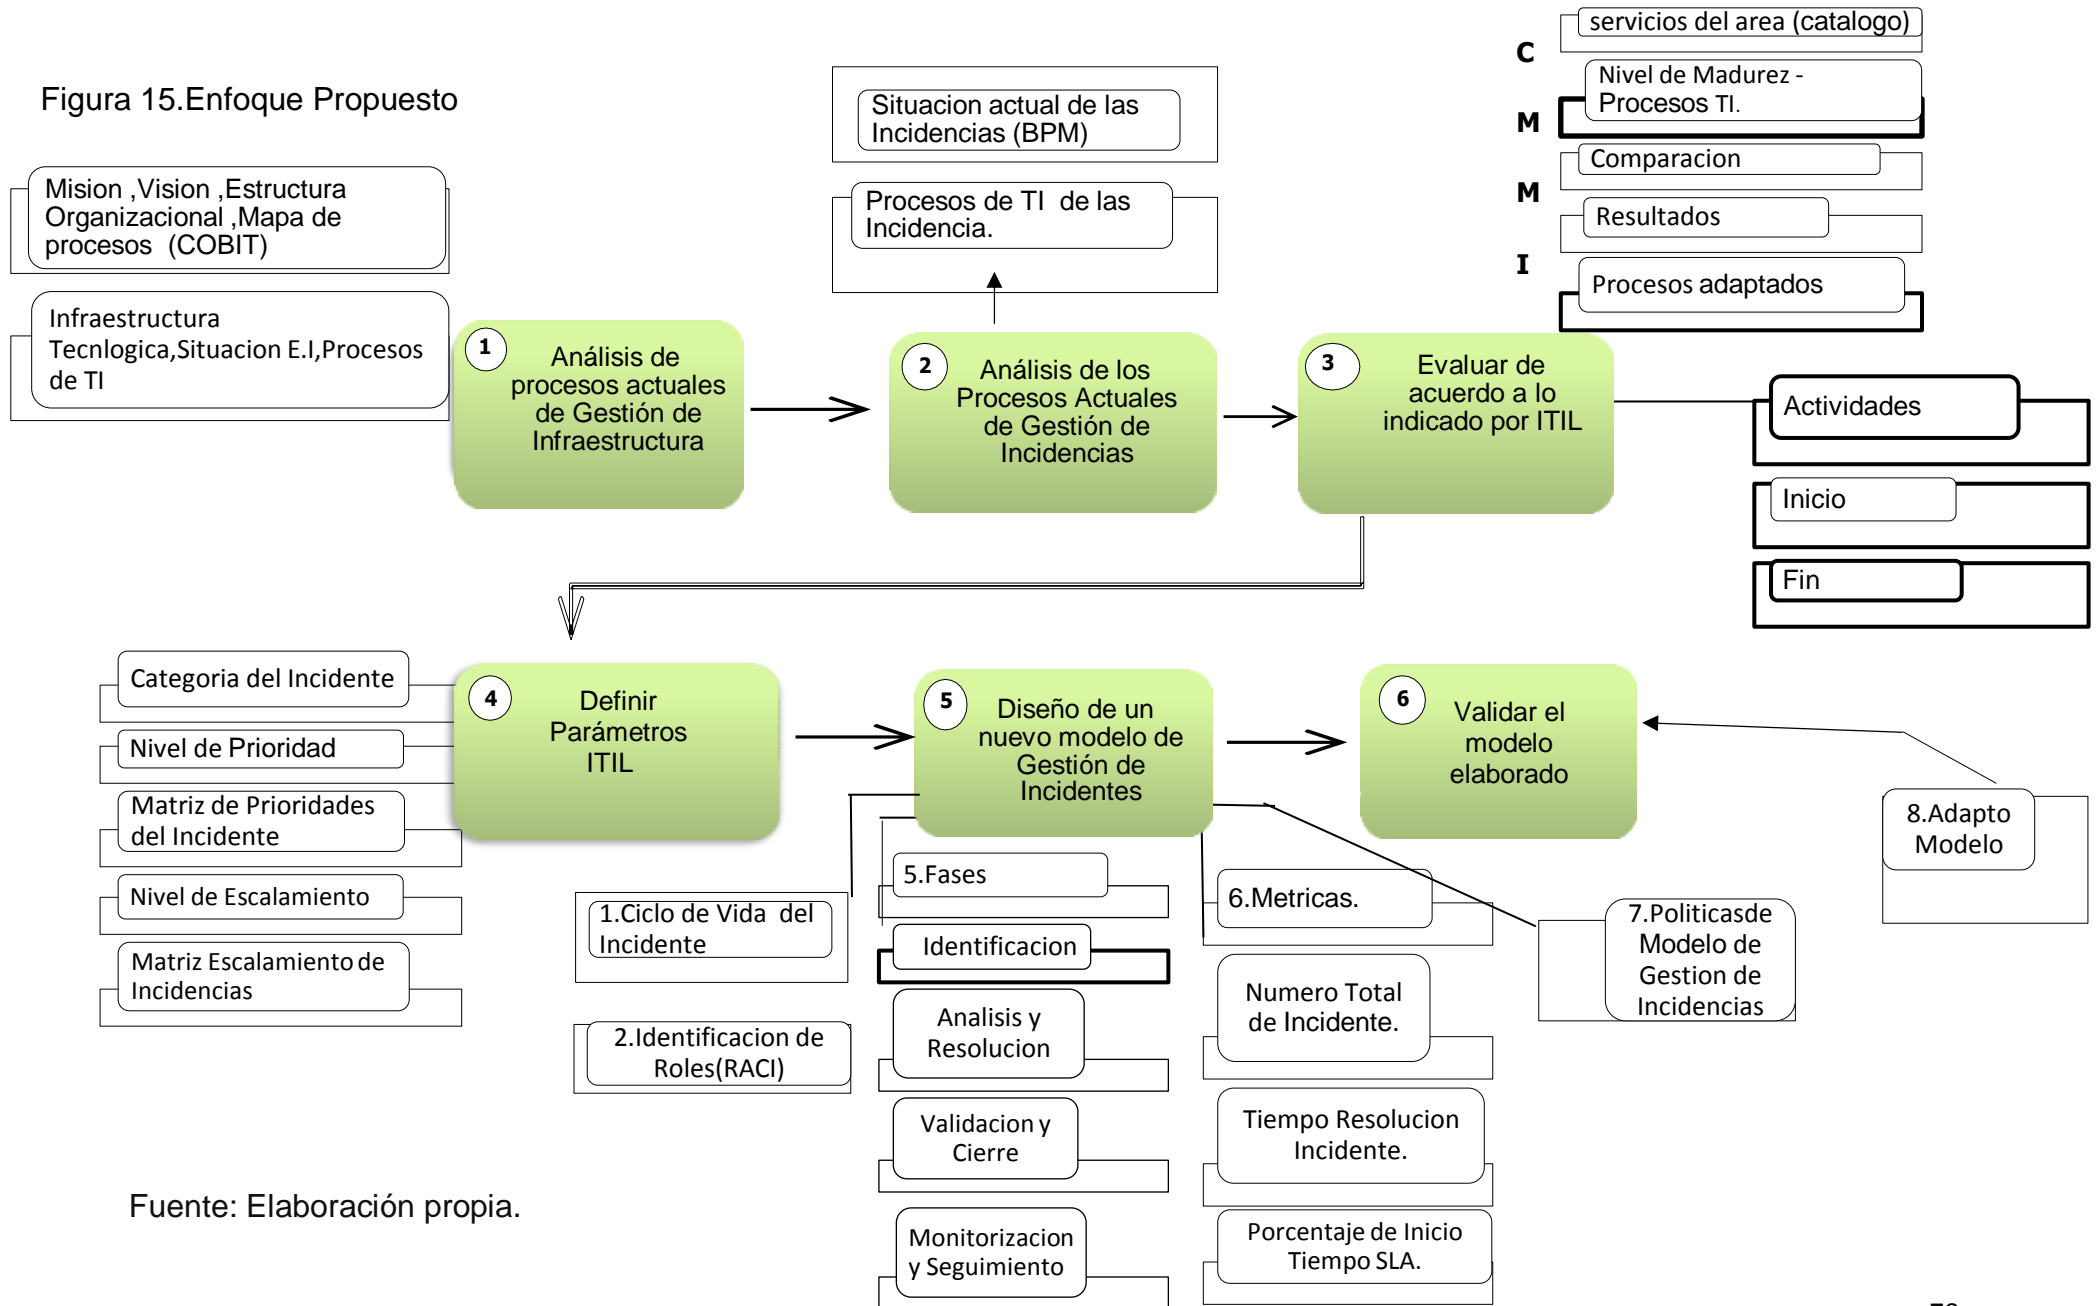 Figura 15.Enfoque Propuesto
Mision ,Vision ,Estructura
Organizacional ,Mapa de
procesos  (COBIT)
Infraestructura
Tecnlogica,Situacion E.I,Procesos
de TI
Situacion actual de las
Incidencias (BPM)
Procesos de TI  de las
Incidencia.
C
M
M
I
servicios del area (catalogo)
Nivel de Madurez -
Procesos TI.
Comparacion
Resultados
Procesos adaptados
1
Análisis de
procesos actuales
de Gestión de
Infraestructura
2
Análisis de los
Procesos Actuales
de Gestión de
Incidencias
3
Evaluar de
acuerdo a lo
indicado por ITIL
Actividades
Inicio
Fin
Categoria del Incidente
Nivel de Prioridad
Matriz de Prioridades
del Incidente
Nivel de Escalamiento
Matriz Escalamiento de
Incidencias
4
Definir
Parámetros
ITIL
5
Diseño de un
nuevo modelo de
Gestión de
Incidentes
6
Validar el
modelo
elaborado
8.Adapto
Modelo
1.Ciclo de Vida  del
Incidente
2.Identificacion de
Roles(RACI)
5.Fases
Identificacion
Analisis y
Resolucion
Validacion y
Cierre
Monitorizacion
y Seguimiento
6.Metricas.
Numero Total
de Incidente.
Tiempo Resolucion
Incidente.
Porcentaje de Inicio
Tiempo SLA.
7.Politicasde
Modelo de
Gestion de
Incidencias
Fuente: Elaboración propia.